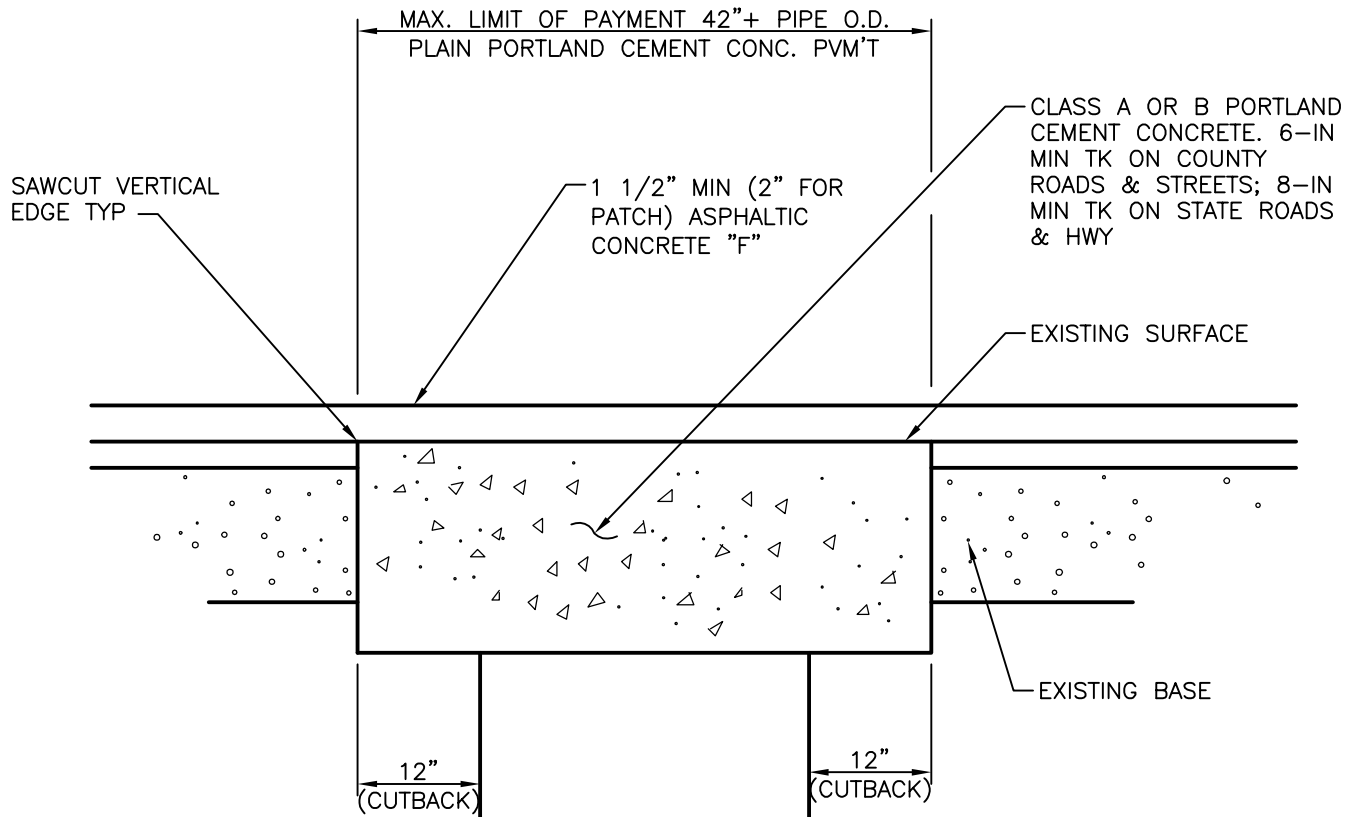 MAX. LIMIT OF PAYMENT 42"+ PIPE O.D.
PLAIN PORTLAND CEMENT CONC. PVM'T
CLASS A OR B PORTLAND
CEMENT CONCRETE. 6-IN
MIN TK ON COUNTY
ROADS & STREETS; 8-IN
MIN TK ON STATE ROADS
& HWY
SAWCUT VERTICAL
EDGE TYP
1 1/2" MIN (2" FOR
PATCH) ASPHALTIC
CONCRETE "F"
EXISTING SURFACE
EXISTING BASE
12"
(CUTBACK)
12"
(CUTBACK)